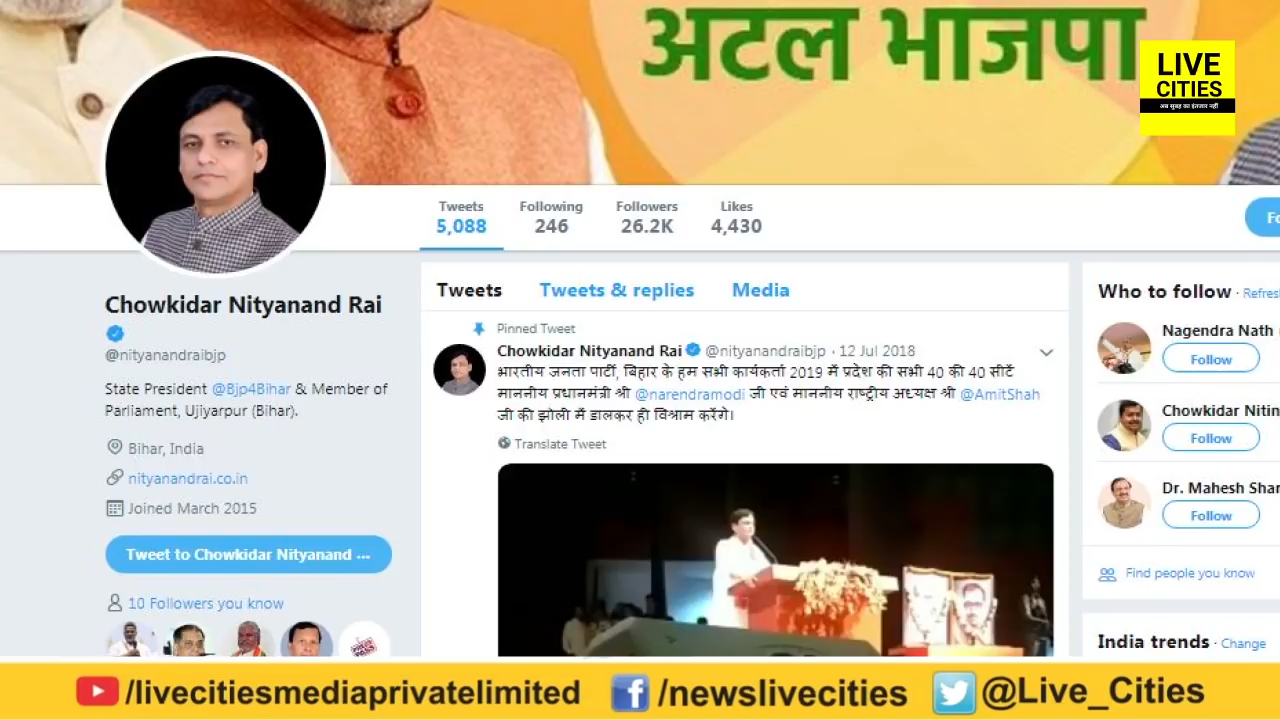 अटल भाजपा
LIVE
CITIES
अब सुबह का इंतजार नहीं
Tweets
5,088
Following
246
Followers
26.2K
Likes
4,430
Chowkidar Nityanand Rai
@nityanandraibjp
State President @Bjp4Bihar & Member of
Parliament, Ujiyarpur (Bihar).
Bihar, India
nityanandrai.co.in
Joined March 2015
Tweet to Chowkidar Nityanand ...
10 Followers you know
Tweets Tweets & replies Media
Pinned Tweet
Chowkidar Nityanand Rai @nityanandraibjp · 12 Jul 2018
भारतीय जनता पार्टी, बिहार के हम सभी कार्यकर्ता 2019 में प्रदेश की सभी 40 की 40 सीटें
माननीय प्रधानमंत्री श्री @narendramodi जी एवं माननीय राष्ट्रीय अध्यक्ष श्री @AmitShah
जी की झोली में डालकर ही विश्राम करेंगे।
Translate Tweet
Who to follow · Refresh
Nagendra Nath
Follow
Chowkidar Nitin
Follow
Dr. Mahesh Shar
Follow
Find people you know
India trends · Change
/livecitiesmediaprivatelimited /newslivecities @Live_Cities